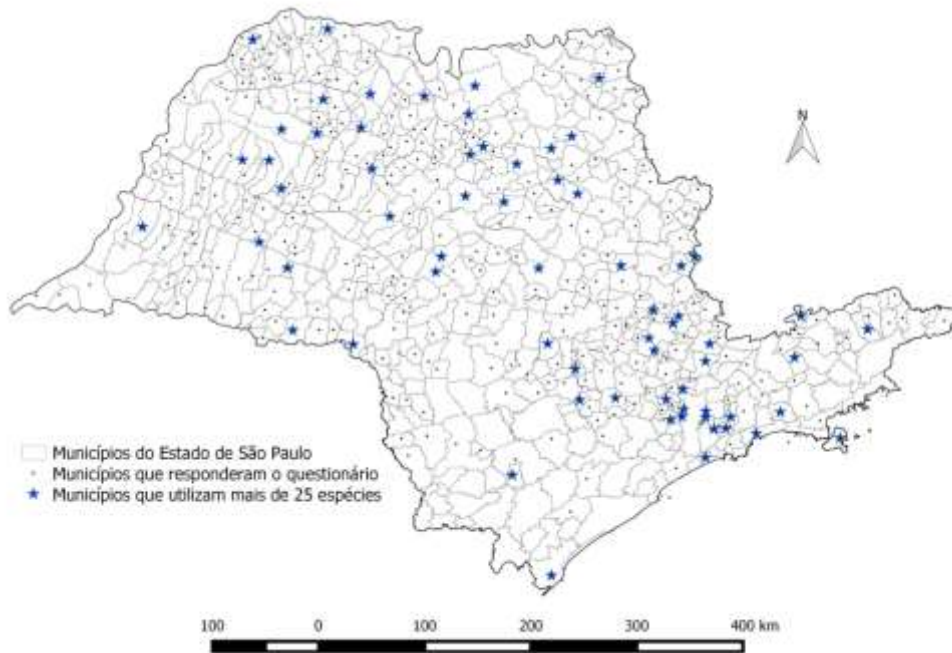 N
Municípios do Estado de São Paulo
Municípios que responderam o questionário
Municípios que utilizam mais de 25 espécies
100 0 100 200 300 400 km